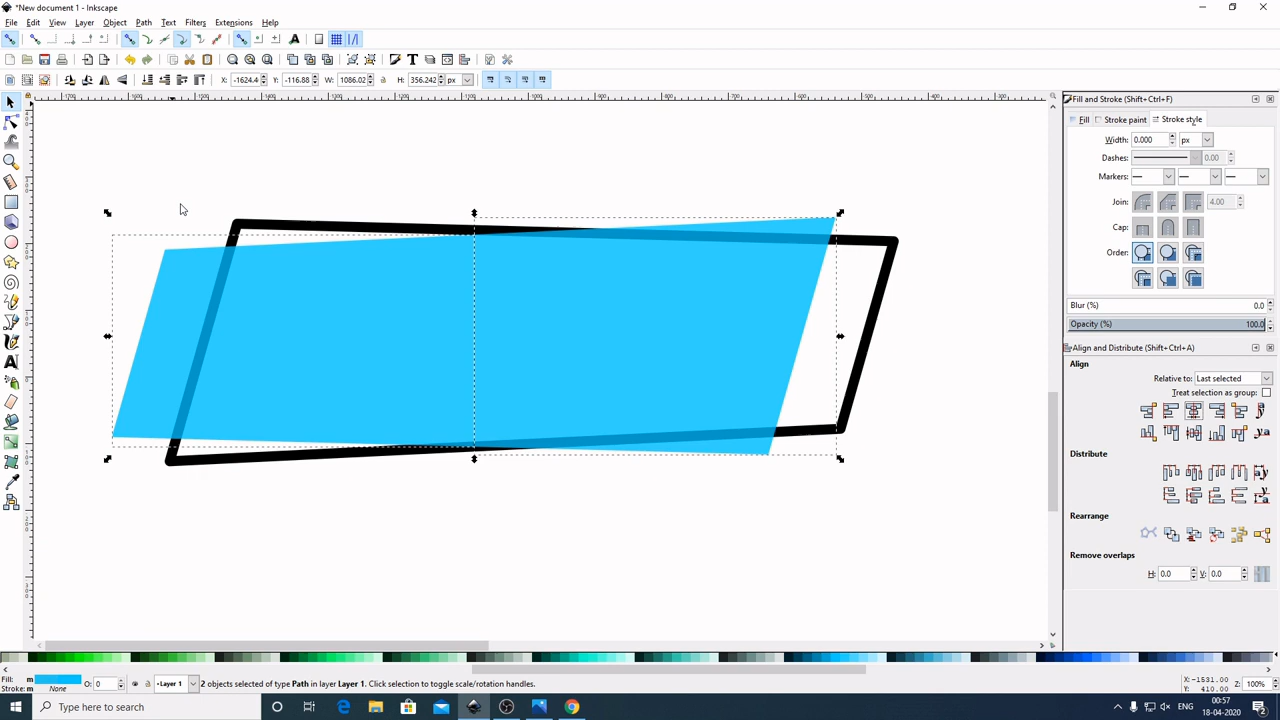 *New document 1 - Inkscape
File Edit View Layer Object Path Text Filters Extensions Help
X: -1624.4 Y: -116.88 W: 1086.02 H: 356.242 px
Fill and Stroke (Shift+Ctrl+F)
Fill Stroke paint Stroke style
Width: 0.000 px
Dashes: 0.00
Markers:
Join: 4.00
Cap:
Order:
Blur (%) 0.0
Opacity (%) 100.0
Align and Distribute (Shift+Ctrl+A)
Align
Relative to: Last selected
Treat selection as group:
Distribute
Rearrange
Remove overlaps
H: 0.0 V: 0.0
Fill: m
Stroke: m None
O: 0
Layer 1
2 objects selected of type Path in layer Layer 1. Click selection to toggle scale/rotation handles.
X: -1531.00
Y: 410.00
Z: 100%
Type here to search
ENG
00:57
18-04-2020
2